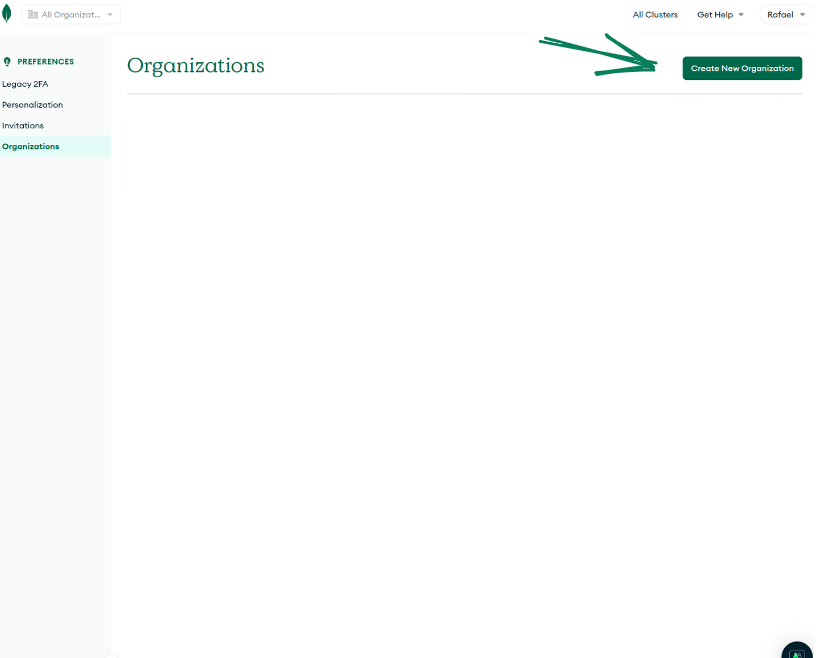 All Organizat...
All Clusters
Get Help
Rafael
PREFERENCES
Legacy 2FA
Personalization
Invitations
Organizations
Organizations
Create New Organization